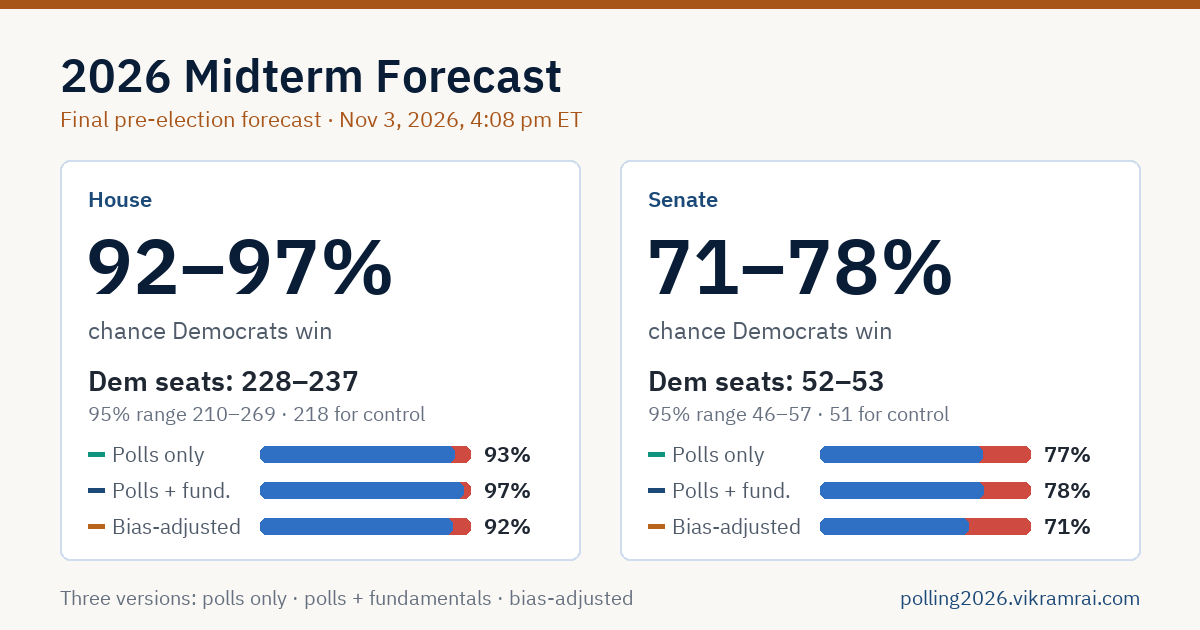 2026 Midterm Forecast
Final pre-election forecast · Nov 3, 2026, 4:08 pm ET
House
92–97%
chance Democrats win
Dem seats: 228–237
95% range 210–269 · 218 for control
Polls only 93%
Polls + fund. 97%
Bias-adjusted 92%
Senate
71–78%
chance Democrats win
Dem seats: 52–53
95% range 46–57 · 51 for control
Polls only 77%
Polls + fund. 78%
Bias-adjusted 71%
Three versions: polls only · polls + fundamentals · bias-adjusted
polling2026.vikramrai.com